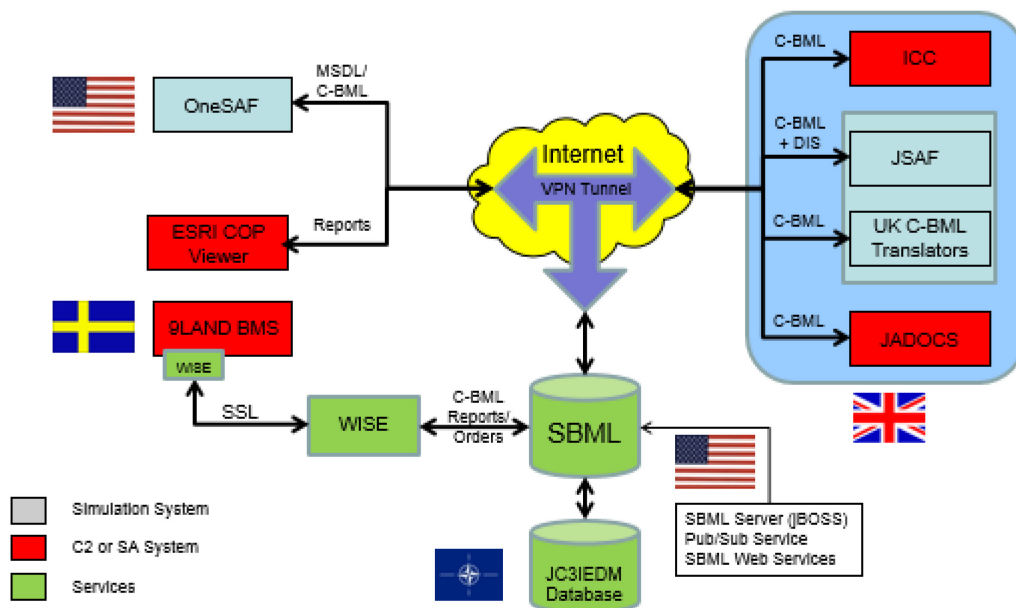 MSDL/
C-BML
OneSAF
Reports
ESRI COP
Viewer
9LAND BMS
WISE
SSL
WISE
C-BML
Reports/
Orders
Internet
VPN Tunnel
SBML
JC3IEDM
Database
C-BML
ICC
C-BML
+ DIS
JSAF
C-BML
UK C-BML
Translators
C-BML
JADOCS
SBML Server (jBOSS)
Pub/Sub Service
SBML Web Services
Simulation System
C2 or SA System
Services